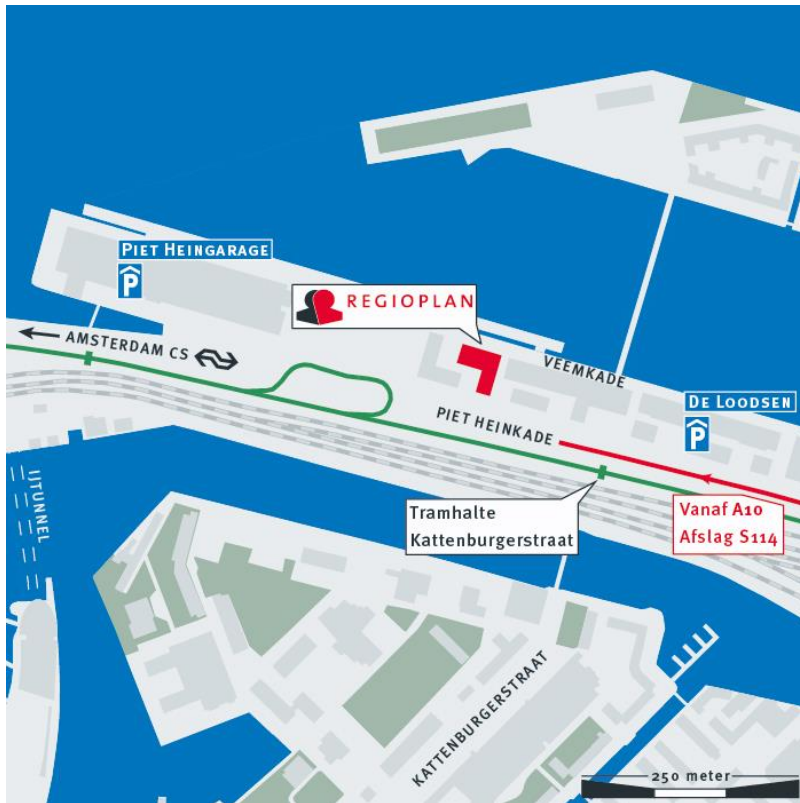 PIET HEINGARAGE
P
REGIOPLAN
AMSTERDAM CS
VEEMKADE
DE LOODSEN
P
PIET HEINKADE
IJTUNNEL
Tramhalte
Kattenburgerstraat
Vanaf A10
Afslag S114
KATTENBURGERSTRAAT
250 meter